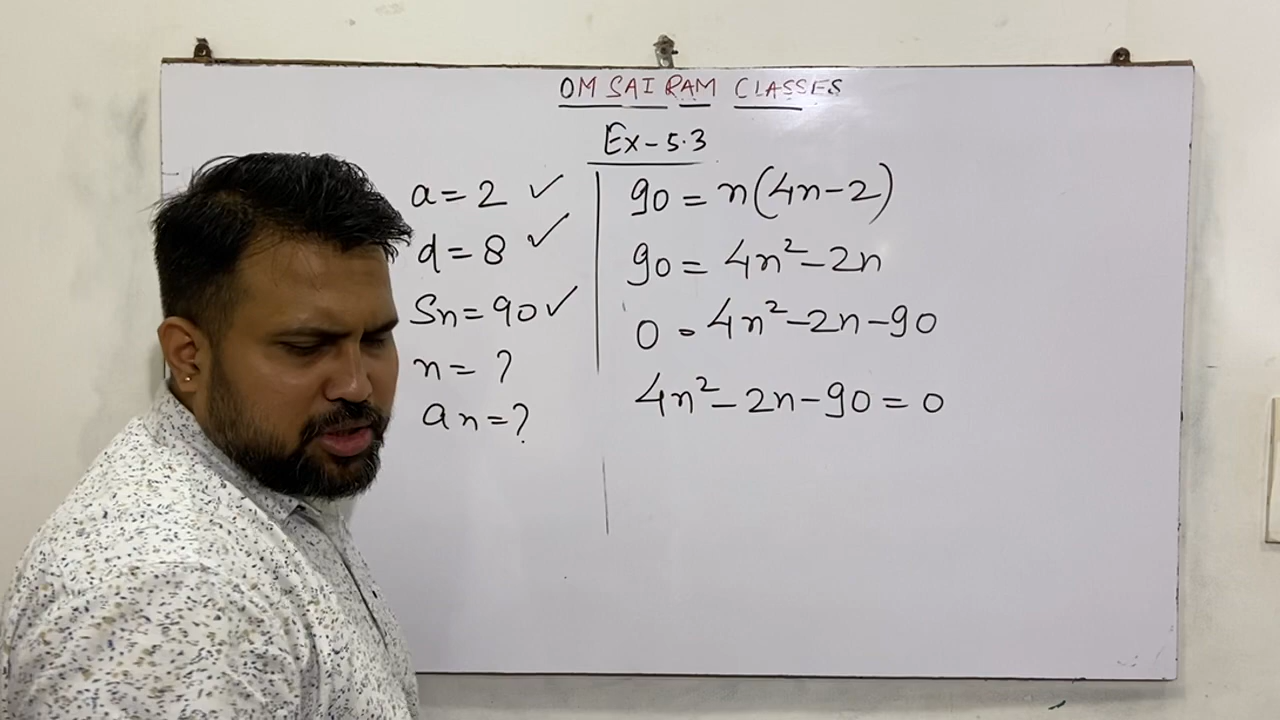 OM SAI RAM CLASSES
Ex-5.3
a=2 ✓
d=8 ✓
Sn=90 ✓
n=?
an=?
90=n(4n-2)
90=4n²-2n
0-4n²-2n-90
4n²-2n-90=0